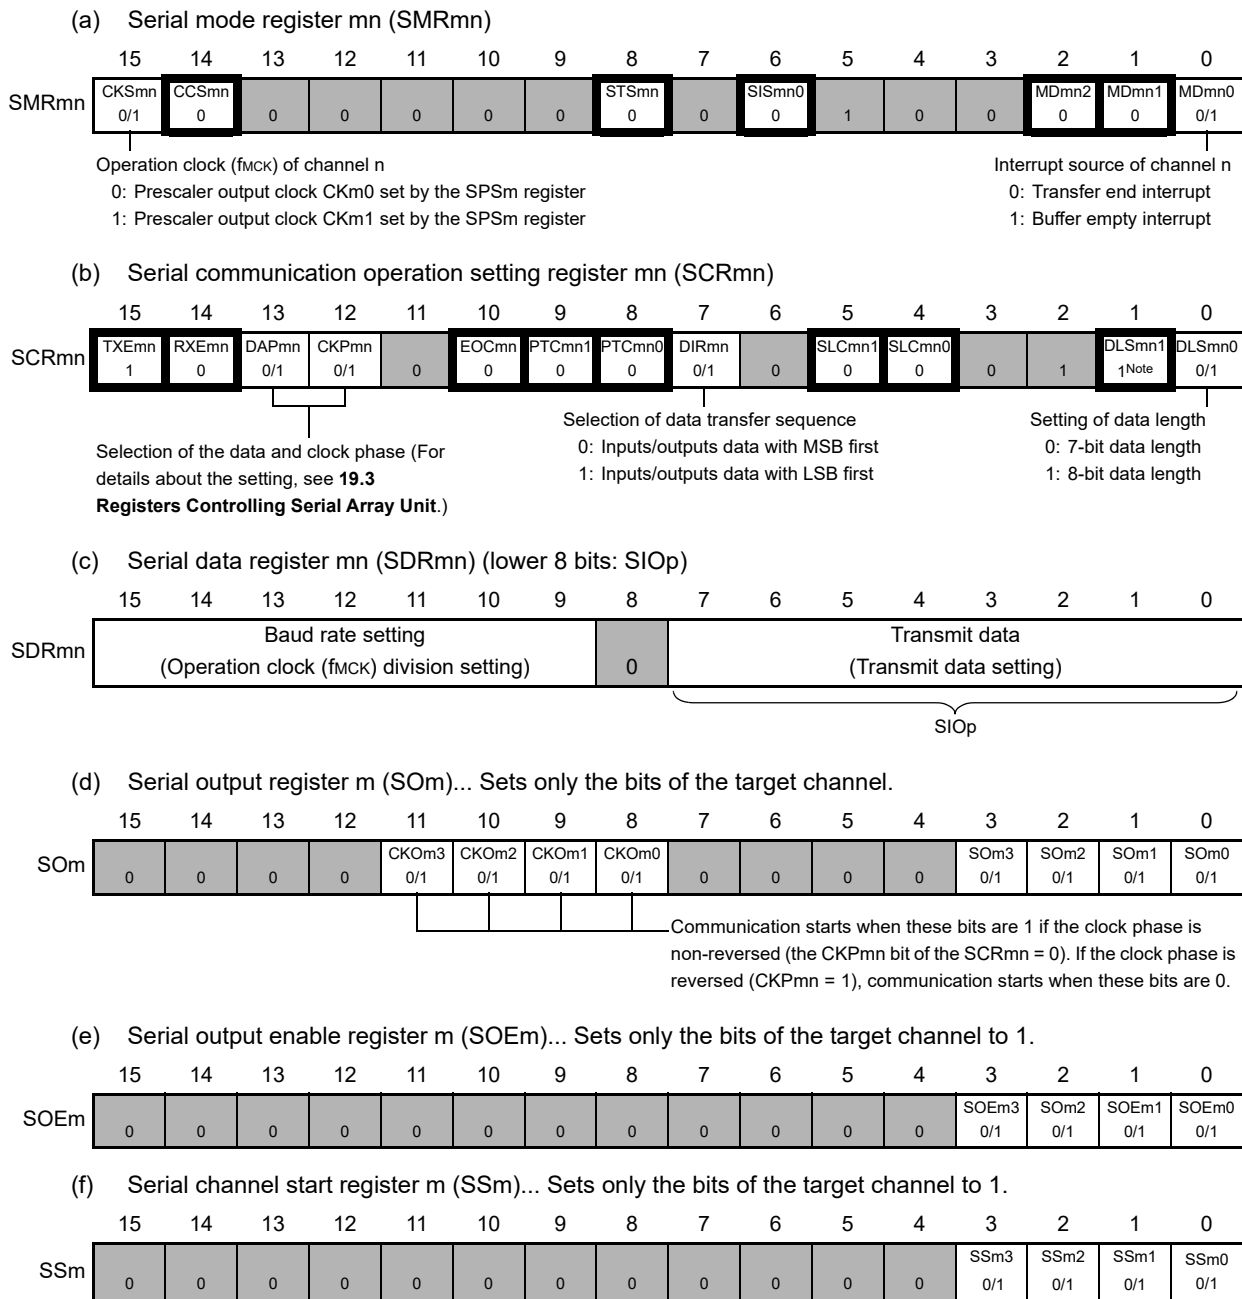 (a) Serial mode register mn (SMRmn)
15 14 13 12 11 10 9 8 7 6 5 4 3 2 1 0
CKSmn CCSmn STSmn SISmn0 MDmn2 MDmn1 MDmn0
SMRmn
0/1 0 0 0 0 0 0 0 0 0 1 0 0 0 0 0/1
Operation clock (fMCK) of channel n
0: Prescaler output clock CKm0 set by the SPSm register
1: Prescaler output clock CKm1 set by the SPSm register
Interrupt source of channel n
0: Transfer end interrupt
1: Buffer empty interrupt
(b) Serial communication operation setting register mn (SCRmn)
15 14 13 12 11 10 9 8 7 6 5 4 3 2 1 0
TXEmn RXEmn DAPmn CKPmn EOCmn PTCmn1 PTCmn0 DIRmn SLCmn1 SLCmn0 DLSmn1 DLSmn0
SCRmn
1 0 0/1 0/1 0 0 0 0 0/1 0 0 0 0 1 1Note 0/1
Selection of the data and clock phase (For
details about the setting, see 19.3
Registers Controlling Serial Array Unit.)
Selection of data transfer sequence
0: Inputs/outputs data with MSB first
1: Inputs/outputs data with LSB first
Setting of data length
0: 7-bit data length
1: 8-bit data length
(c) Serial data register mn (SDRmn) (lower 8 bits: SIOp)
15 14 13 12 11 10 9 8 7 6 5 4 3 2 1 0
SDRmn
Baud rate setting
(Operation clock (fMCK) division setting)
0
Transmit data
(Transmit data setting)
SIOp
(d) Serial output register m (SOm)... Sets only the bits of the target channel.
15 14 13 12 11 10 9 8 7 6 5 4 3 2 1 0
CKOm3 CKOm2 CKOm1 CKOm0 SOm3 SOm2 SOm1 SOm0
SOm
0 0 0 0 0/1 0/1 0/1 0/1 0 0 0 0 0/1 0/1 0/1 0/1
Communication starts when these bits are 1 if the clock phase is
non-reversed (the CKPmn bit of the SCRmn = 0). If the clock phase is
reversed (CKPmn = 1), communication starts when these bits are 0.
(e) Serial output enable register m (SOEm)... Sets only the bits of the target channel to 1.
15 14 13 12 11 10 9 8 7 6 5 4 3 2 1 0
SOEm3 SOm2 SOEm1 SOEm0
SOEm
0 0 0 0 0 0 0 0 0 0 0 0 0/1 0/1 0/1 0/1
(f) Serial channel start register m (SSm)... Sets only the bits of the target channel to 1.
15 14 13 12 11 10 9 8 7 6 5 4 3 2 1 0
SSm3 SSm2 SSm1 SSm0
SSm
0 0 0 0 0 0 0 0 0 0 0 0 0/1 0/1 0/1 0/1